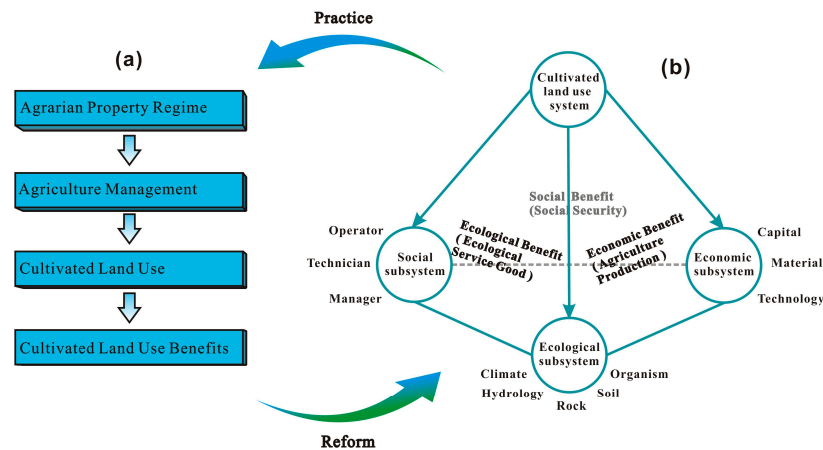 Practice
(a)
Agrarian Property Regime
Agriculture Management
Cultivated Land Use
Cultivated Land Use Benefits
Reform
(b)
Cultivated
land use
system
Social Benefit
(Social Security)
Ecological Benefit
( Ecological
Service Good )
Economic Benefit
(Agriculture
Production)
Operator
Technician
Manager
Social
subsystem
Economic
subsystem
Capital
Material
Technology
Ecological
subsystem
Climate
Hydrology
Rock
Soil
Organism